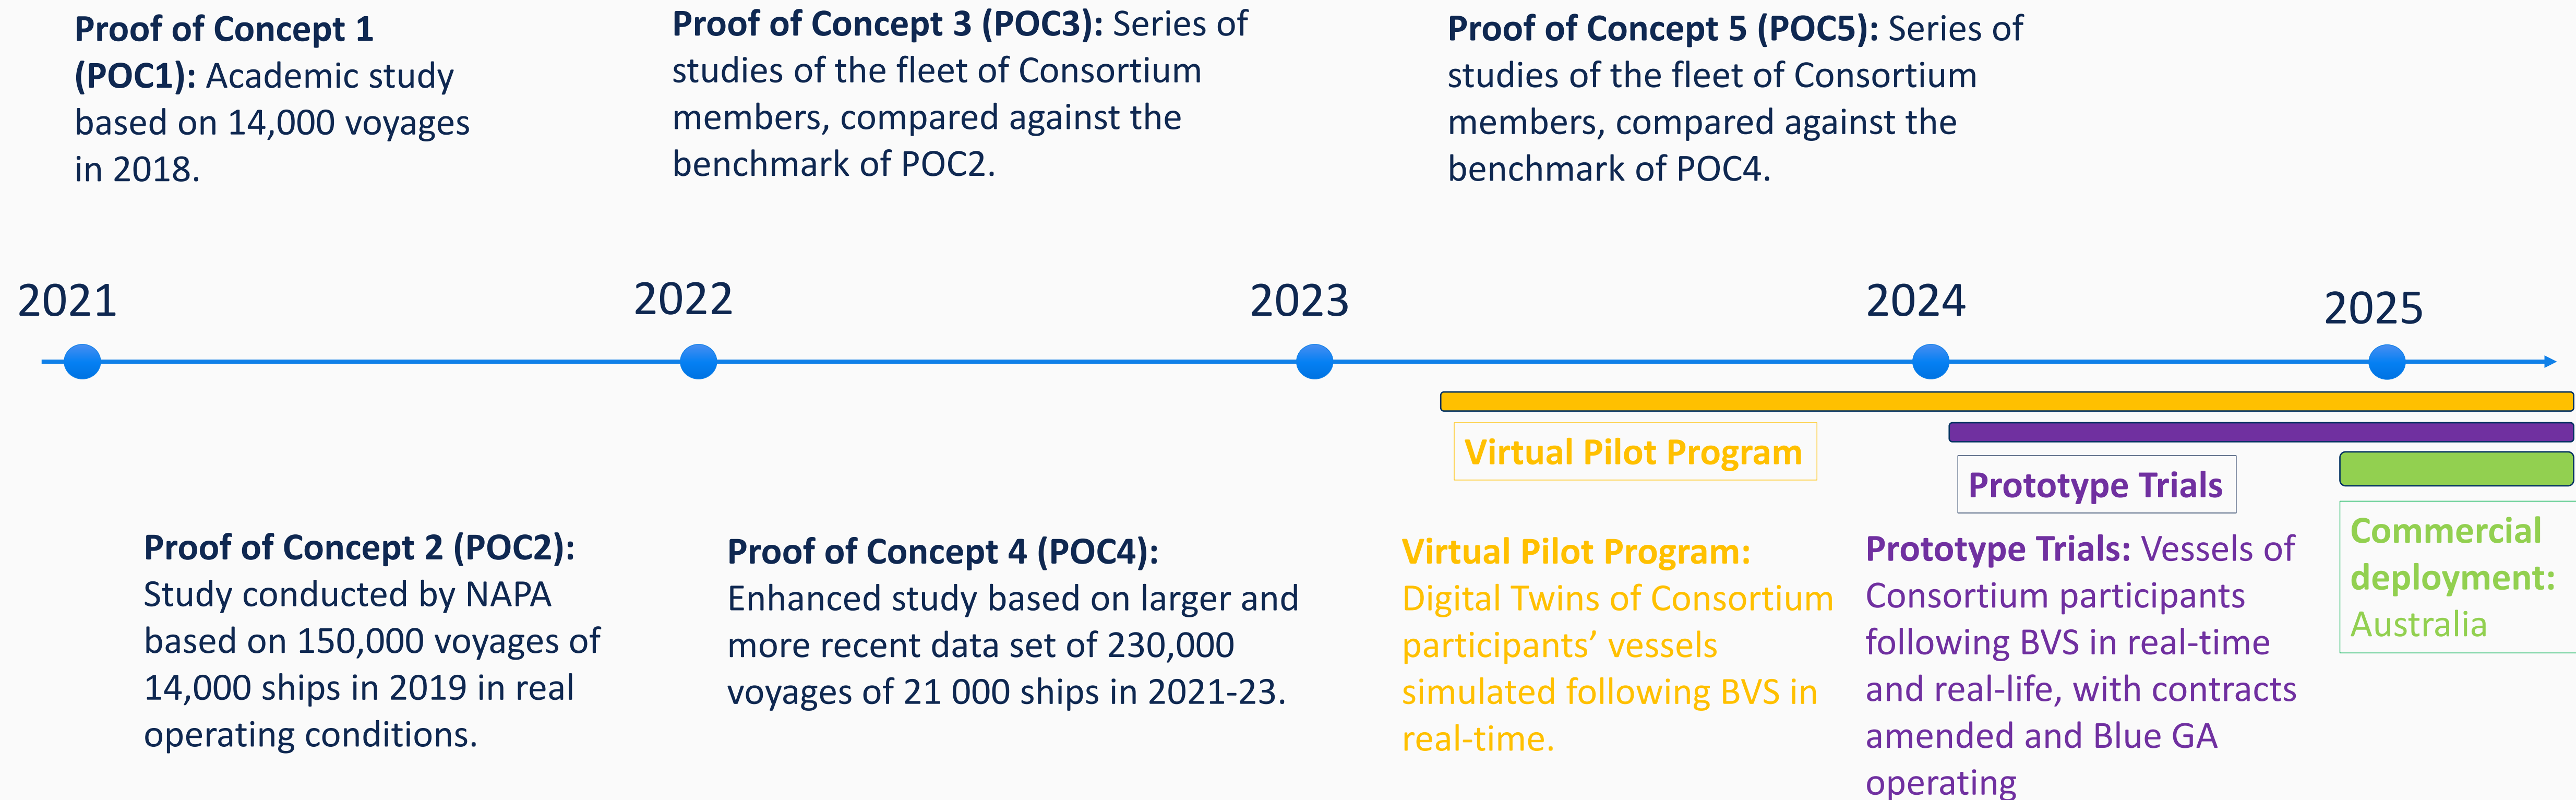 Proof of Concept 1
(POC1): Academic study
based on 14,000 voyages
in 2018.
Proof of Concept 3 (POC3): Series of
studies of the fleet of Consortium
members, compared against the
benchmark of POC2.
Proof of Concept 5 (POC5): Series of
studies of the fleet of Consortium
members, compared against the
benchmark of POC4.
2021
2022
2023
2024
2025
Virtual Pilot Program
Prototype Trials
Proof of Concept 2 (POC2):
Study conducted by NAPA
based on 150,000 voyages of
14,000 ships in 2019 in real
operating conditions.
Proof of Concept 4 (POC4):
Enhanced study based on larger and
more recent data set of 230,000
voyages of 21 000 ships in 2021-23.
Virtual Pilot Program:
Digital Twins of Consortium
participants’ vessels
simulated following BVS in
real-time.
Prototype Trials: Vessels of
Consortium participants
following BVS in real-time
and real-life, with contracts
amended and Blue GA
operating
Commercial
deployment:
Australia